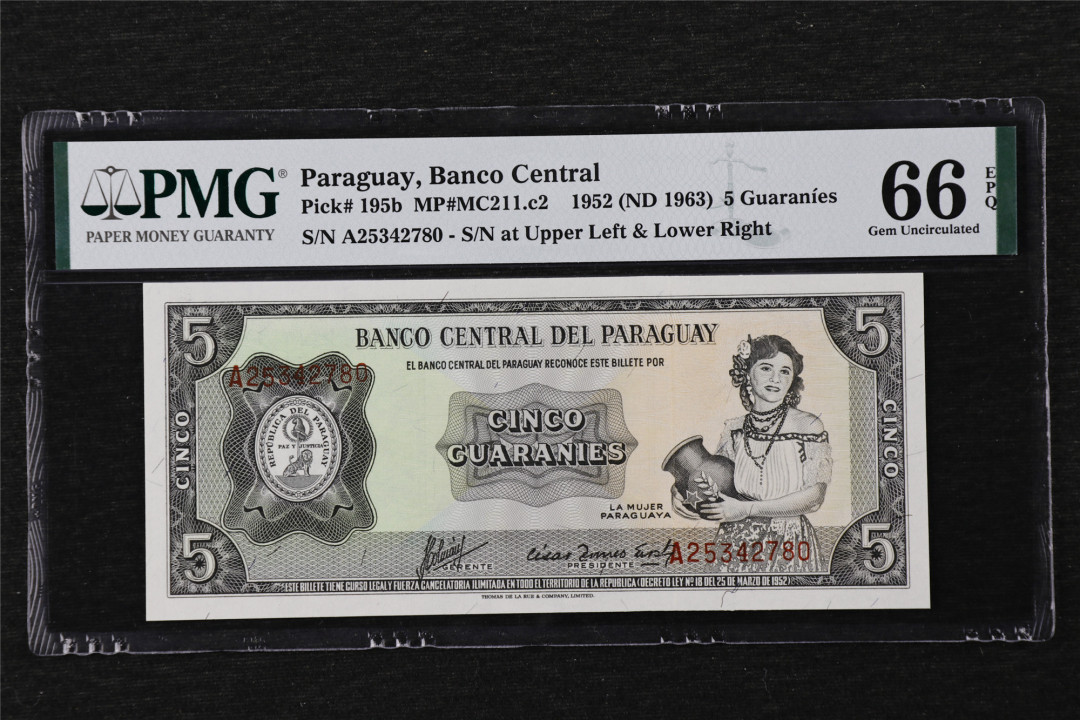 PMG®
PAPER MONEY GUARANTY
Paraguay, Banco Central
Pick# 195b MP#MC211.c2 1952 (ND 1963) 5 Guaraníes
S/N A25342780 - S/N at Upper Left & Lower Right
66 EPQ
Gem Uncirculated
5
5
BANCO CENTRAL DEL PARAGUAY
EL BANCO CENTRAL DEL PARAGUAY RECONOCE ESTE BILLETE POR
A25342780
REPUBLICA DEL PARAGUAY
PAZ Y JUSTICIA
CINCO
CINCO
CINCO
GUARANIES
LA MUJER
PARAGUAYA
A25342780
GERENTE
PRESIDENTE
5
5
ESTE BILLETE TIENE CURSO LEGAL Y FUERZA CANCELATORIA ILIMITADA EN TODO EL TERRITORIO DE LA REPUBLICA (DECRETO LEY Nº 18 DEL 25 DE MARZO DE 1952)
THOMAS DE LA RUE & COMPANY, LIMITED.